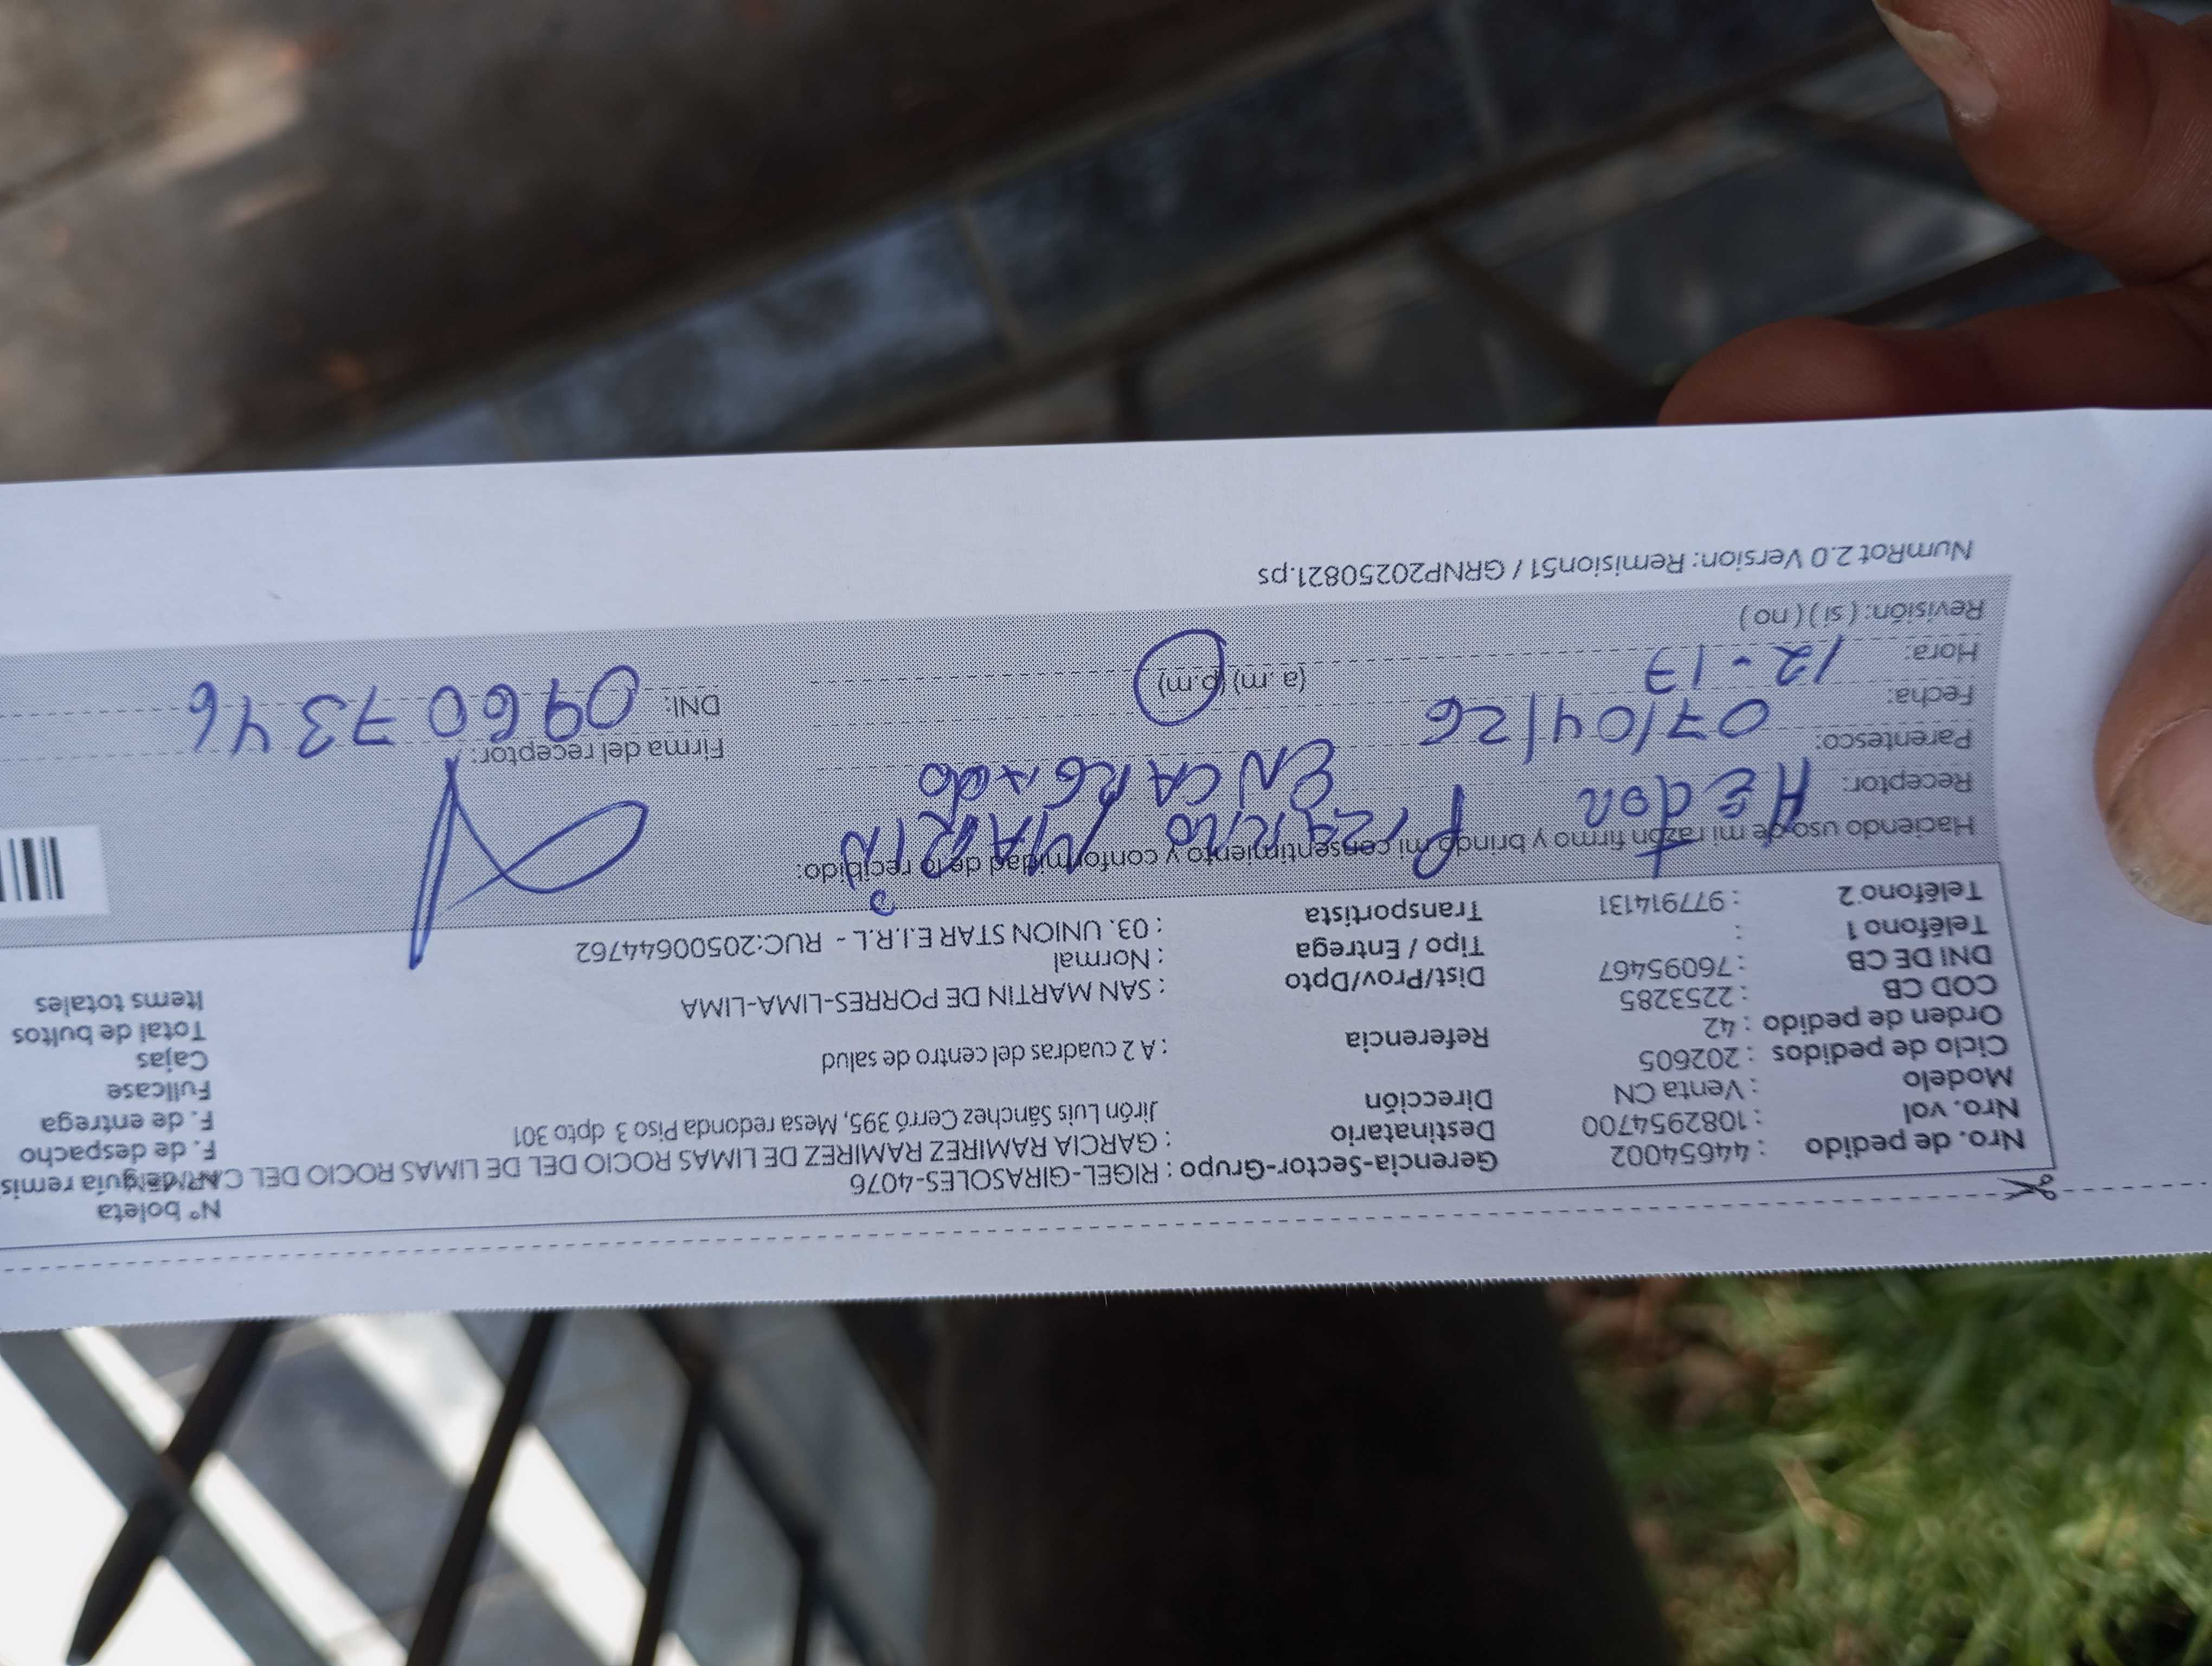 Nro. de pedido : 44654002
Nro. vol : 1082954700
Modelo : Venta CN
Ciclo de pedidos : 202605
Orden de pedido : 42
COD CB : 2253285
DNI DE CB : 76095467
Teléfono 1 :
Teléfono 2 : 977914131
Gerencia-Sector-Grupo : RIGEL-GIRASOLES-4076
Destinatario : GARCIA RAMIREZ RAMIREZ DE LIMAS ROCIO DEL DE LIMAS ROCIO DEL CARMEN
Dirección Jirón Luis Sánchez Cerró 395, Mesa redonda Piso 3 dpto 301
Referencia : A 2 cuadras del centro de salud
Dist/Prov/Dpto : SAN MARTIN DE PORRES-LIMA-LIMA
Tipo / Entrega : Normal
Transportista : 03. UNION STAR E.I.R.L - RUC:20500644762
N° boleta
N° de guía remis
F. de despacho
F. de entrega
Fullcase
Cajas
Total de bultos
Items totales
Haciendo uso de mi razón firmo y brindo mi consentimiento y conformidad de lo recibido:
Receptor: Pizarro MARIN
Parentesco: ENCARGADO
Fecha: 07/04/26
Hora: 12-17 (a.m) (p.m)
Revisión: ( si ) ( no )
Firma del receptor:
DNI: 09607346
NumRot 2.0 Version: Remision51 / GRNP20250821.ps